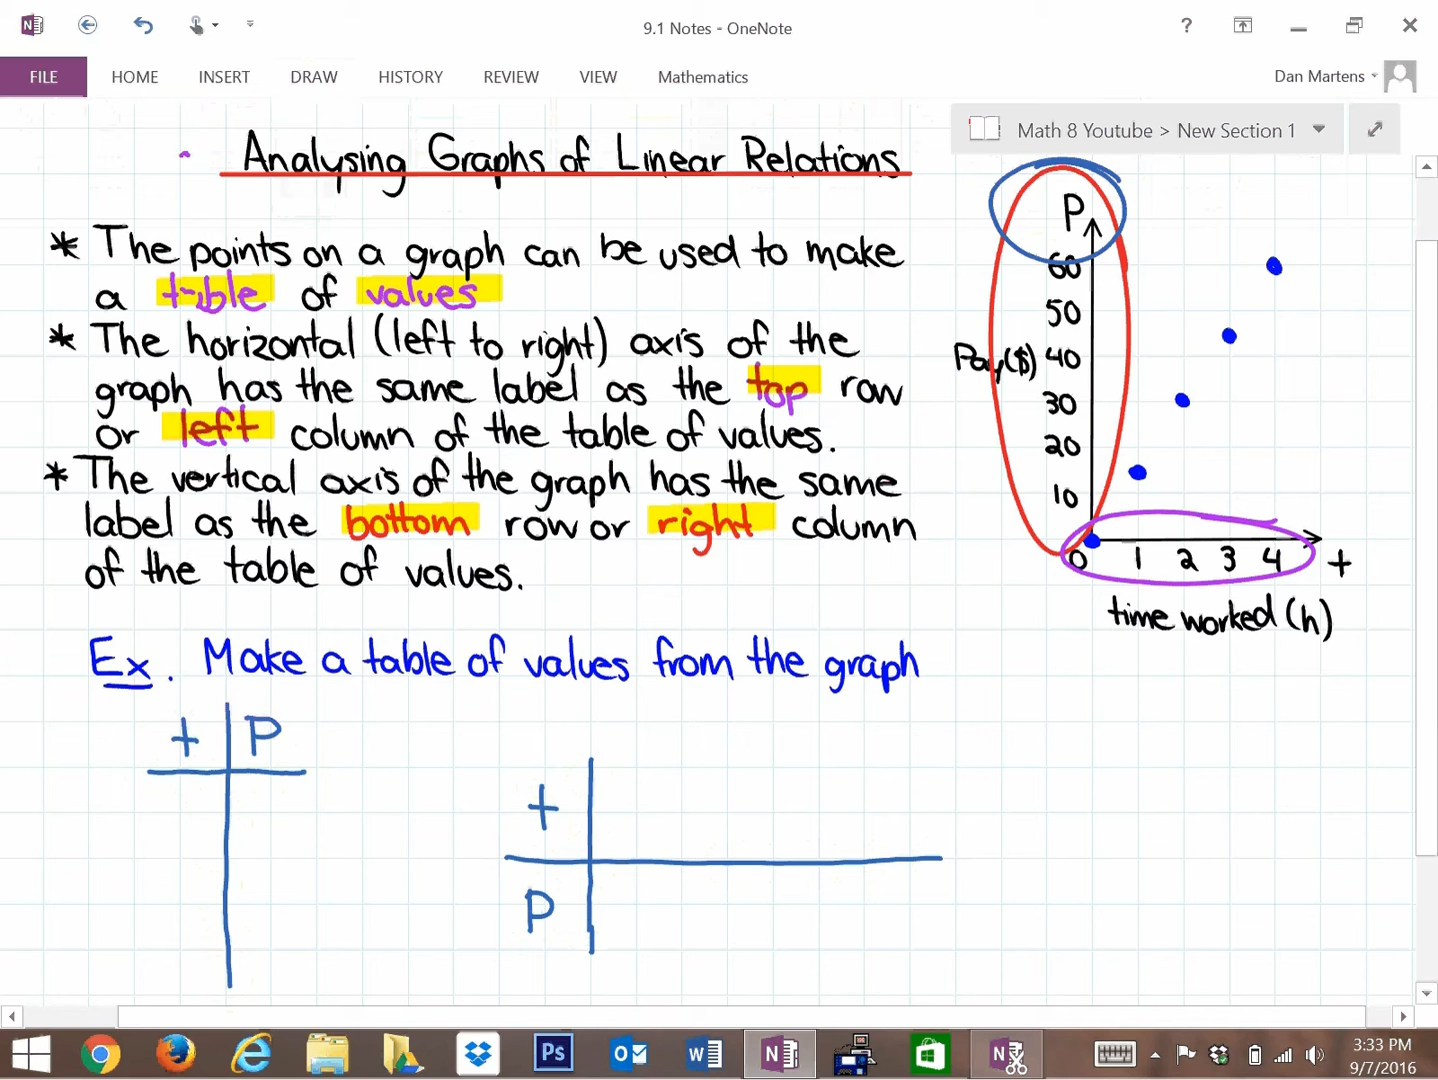 9.1 Notes - OneNote
?
FILE HOME INSERT DRAW HISTORY REVIEW VIEW Mathematics
Dan Martens
Math 8 Youtube > New Section 1
Analysing Graphs of Linear Relations
* The points on a graph can be used to make
a table of values
* The horizontal (left to right) axis of the
graph has the same label as the top row
or left column of the table of values.
* The vertical axis of the graph has the same
label as the bottom row or right column
of the table of values.
P
60
50
Pay($) 40
30
20
10
0 1 2 3 4 t
time worked (h)
Ex. Make a table of values from the graph
t P
t
P
Ps
3:33 PM
9/7/2016